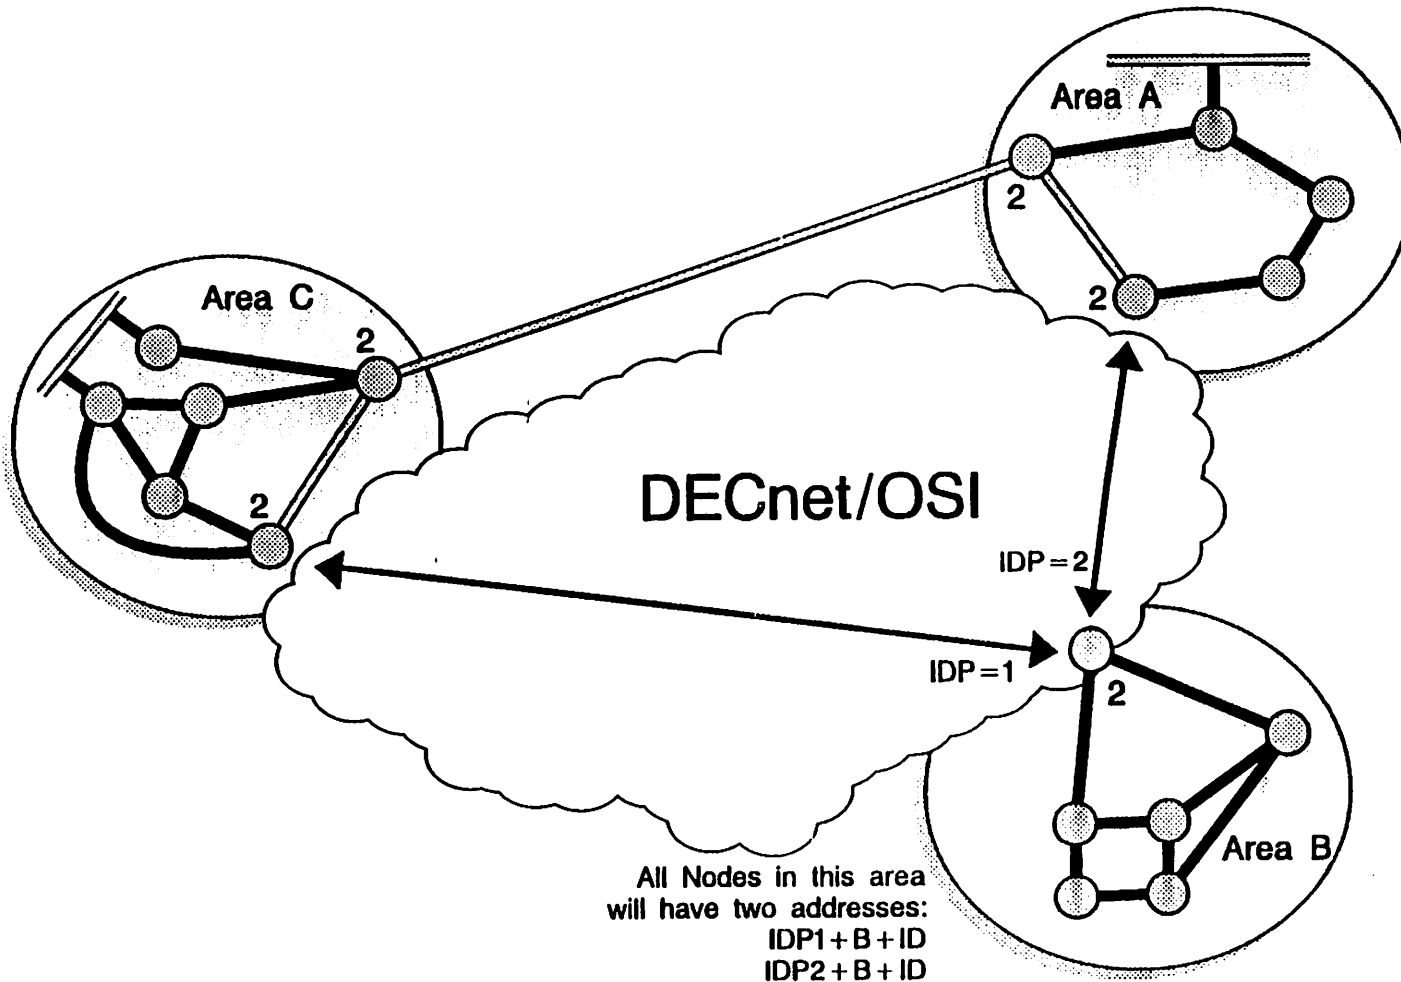 Area A
2
2
Area C
2
2
DECnet/OSI
IDP=2
IDP=1
2
Area B
All Nodes in this area
will have two addresses:
IDP1+B+ID
IDP2+B+ID